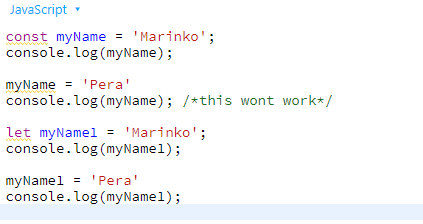 JavaScript
const myName = 'Marinko';
console.log(myName);
myName = 'Pera'
console.log(myName); /*this wont work*/
let myName1 = 'Marinko';
console.log(myName1);
myName1 = 'Pera'
console.log(myName1);